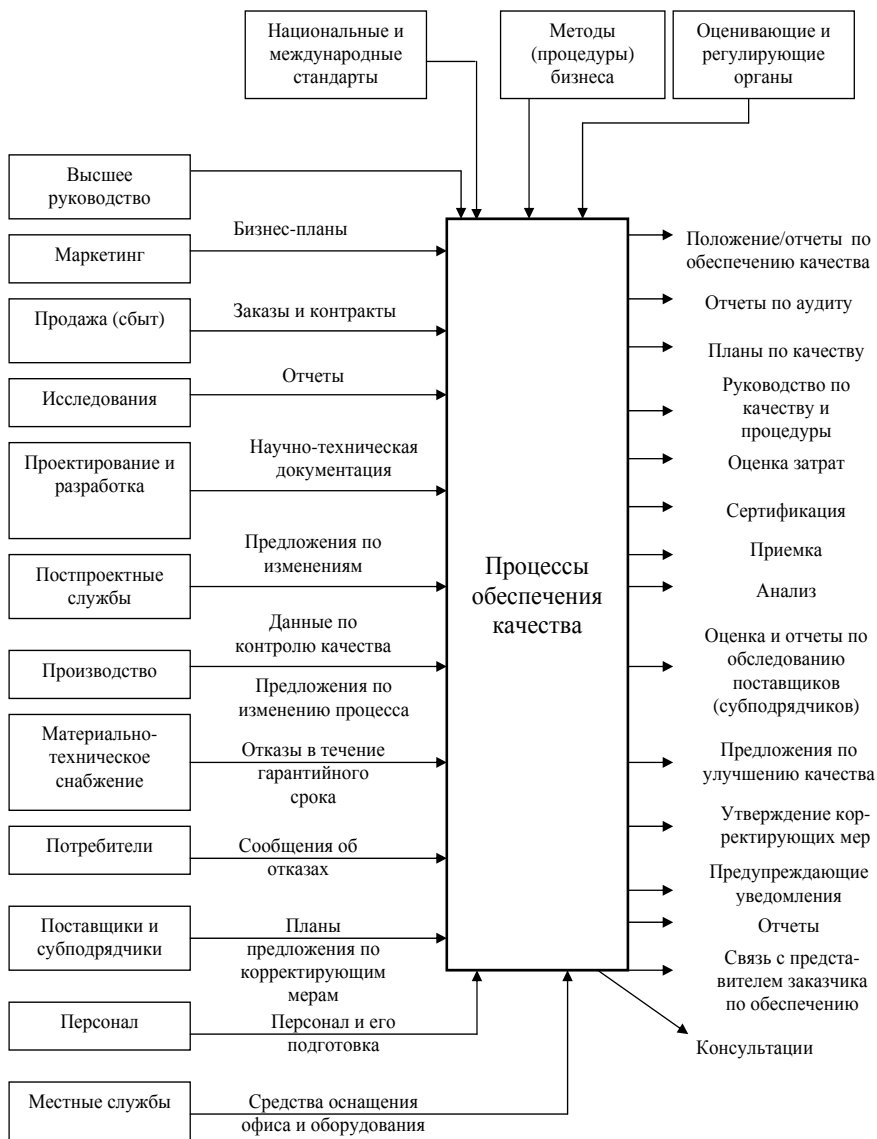 Национальные и
международные
стандарты
Методы
(процедуры)
бизнеса
Оценивающие и
регулирующие
органы
Высшее
руководство
Маркетинг
Продажа (сбыт)
Исследования
Проектирование и
разработка
Постпроектные
службы
Производство
Материально-
техническое
снабжение
Потребители
Поставщики и
субподрядчики
Персонал
Местные службы
Бизнес-планы
Заказы и контракты
Отчеты
Научно-техническая
документация
Предложения по
изменениям
Данные по
контролю качества
Предложения по
изменению процесса
Отказы в течение
гарантийного
срока
Сообщения об
отказах
Планы
предложения по
корректирующим
мерам
Персонал и его
подготовка
Средства оснащения
офиса и оборудования
Процессы
обеспечения
качества
Положение/отчеты по
обеспечению качества
Отчеты по аудиту
Планы по качеству
Руководство по
качеству и
процедуры
Оценка затрат
Сертификация
Приемка
Анализ
Оценка и отчеты по
обследованию
поставщиков
(субподрядчиков)
Предложения по
улучшению качества
Утверждение кор-
ректирующих мер
Предупреждающие
уведомления
Отчеты
Связь с предста-
вителем заказчика
по обеспечению
Консультации